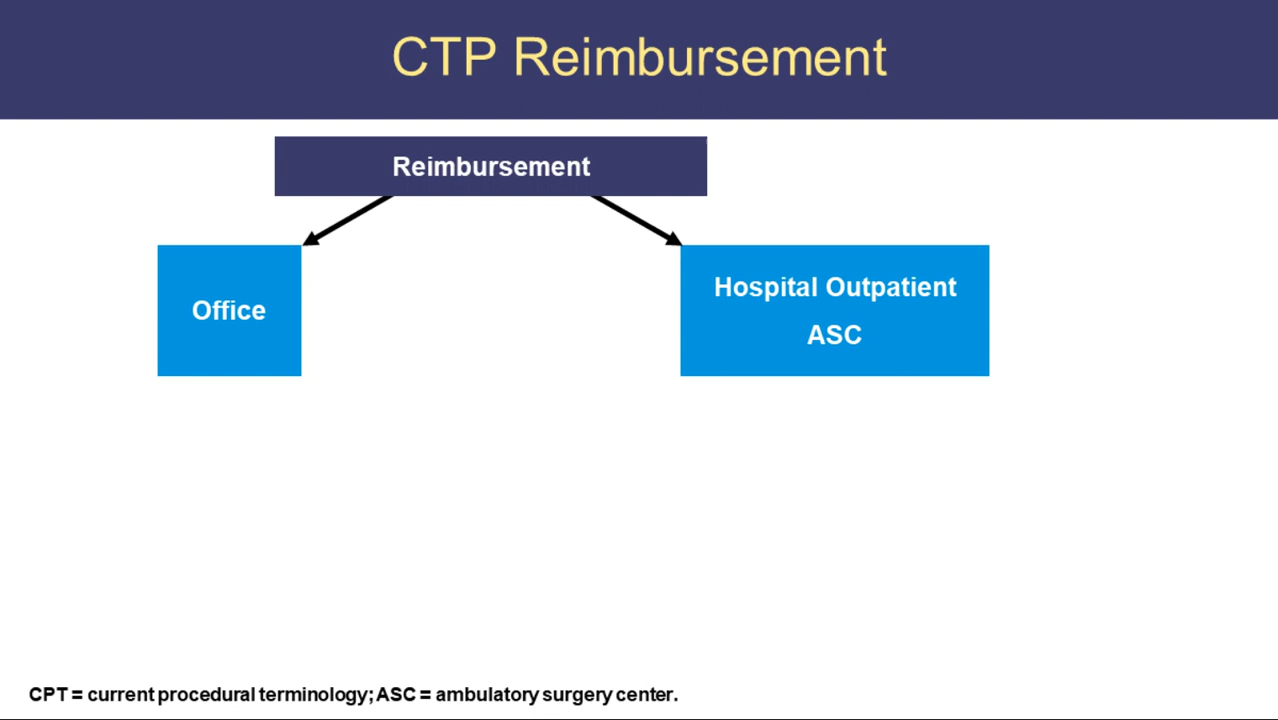 CTP Reimbursement
Reimbursement
Office
Hospital Outpatient
ASC
CPT = current procedural terminology; ASC = ambulatory surgery center.